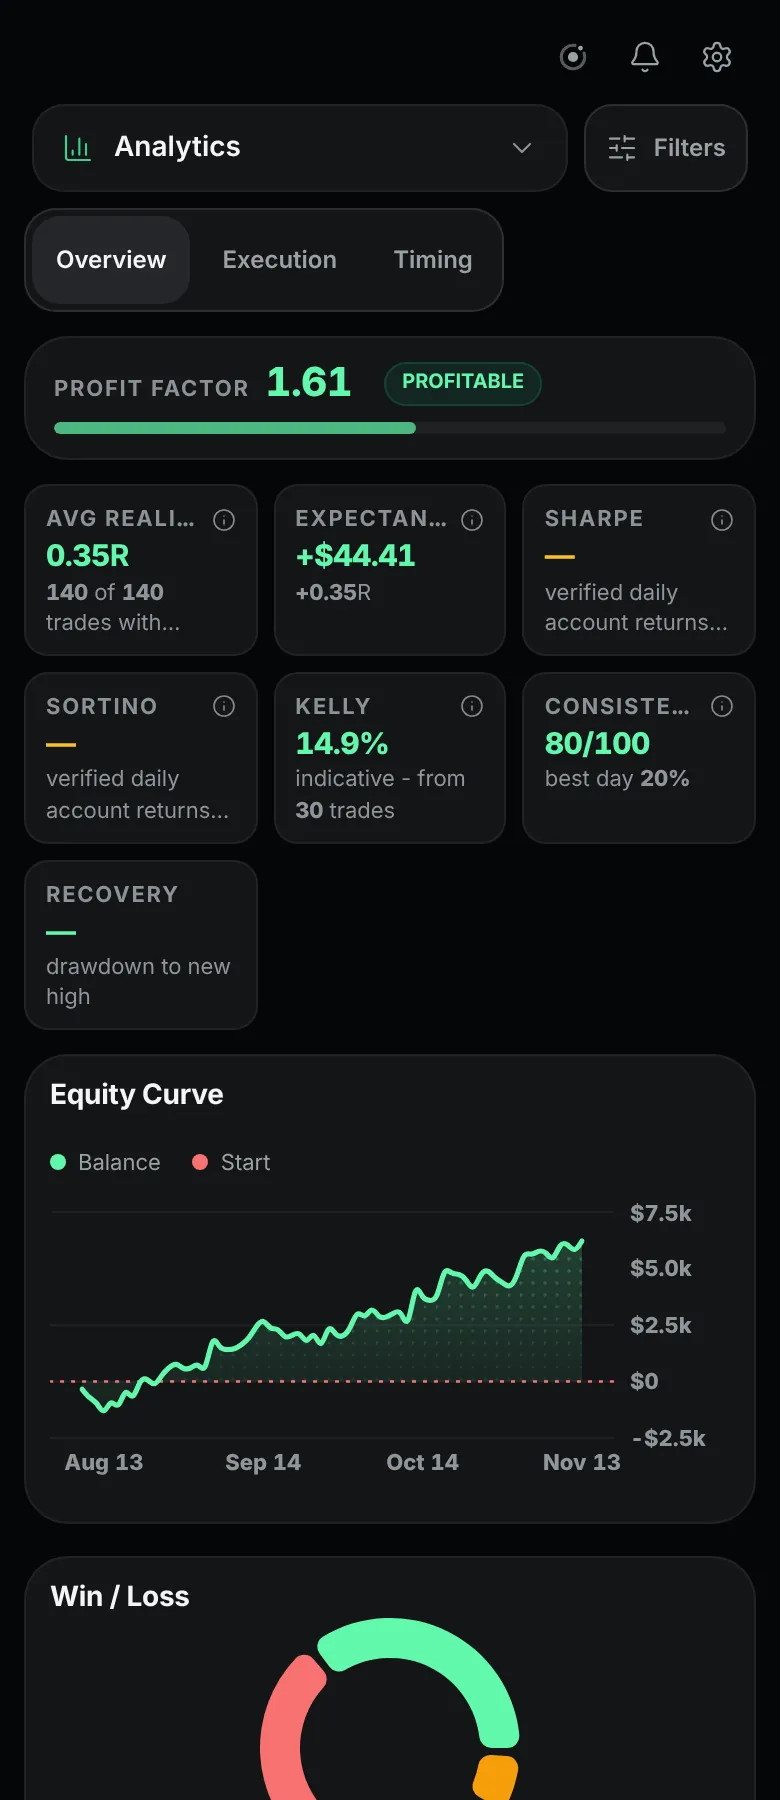 Analytics
Filters
Overview
Execution
Timing
PROFIT FACTOR 1.61 PROFITABLE
AVG REALI...
0.35R
140 of 140
trades with...
EXPECTAN...
+$44.41
+0.35R
SHARPE
—
verified daily
account returns...
SORTINO
—
verified daily
account returns...
KELLY
14.9%
indicative - from
30 trades
CONSISTE...
80/100
best day 20%
RECOVERY
—
drawdown to new
high
Equity Curve
Balance
Start
$7.5k
$5.0k
$2.5k
$0
-$2.5k
Aug 13
Sep 14
Oct 14
Nov 13
Win / Loss